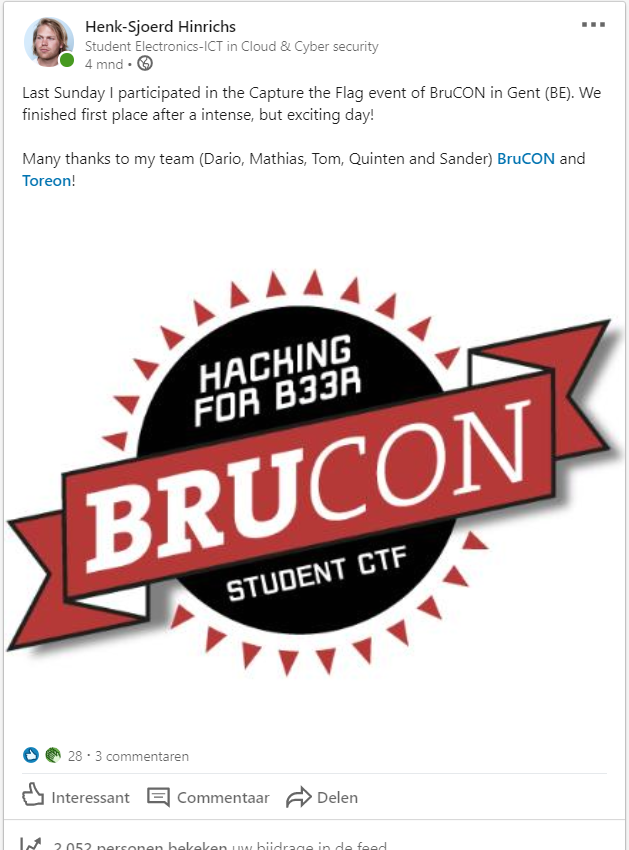 Henk-Sjoerd Hinrichs
Student Electronics-ICT in Cloud & Cyber security
4 mnd •
Last Sunday I participated in the Capture the Flag event of BruCON in Gent (BE). We
finished first place after a intense, but exciting day!
Many thanks to my team (Dario, Mathias, Tom, Quinten and Sander) BruCON and
Toreon!
HACKING
FOR B33R
BRUCON
STUDENT CTF
28 · 3 commentaren
Interessant Commentaar Delen
2.052 personen bekeken uw bijdrage in de feed